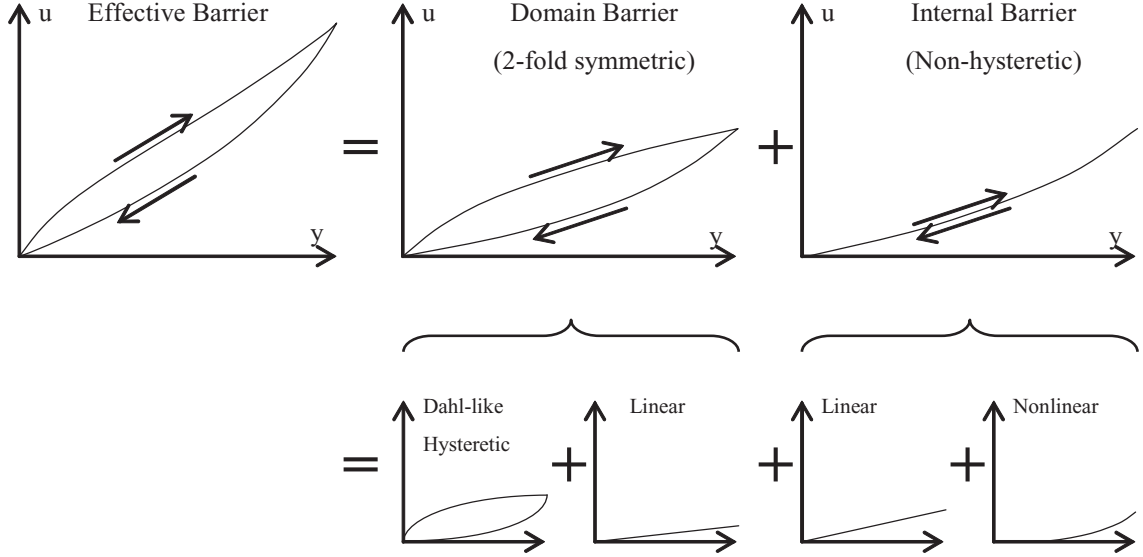 u
Effective Barrier
y
=
u
Domain Barrier
(2-fold symmetric)
y
+
u
Internal Barrier
(Non-hysteretic)
y
=
Dahl-like
Hysteretic
+
Linear
+
Linear
+
Nonlinear